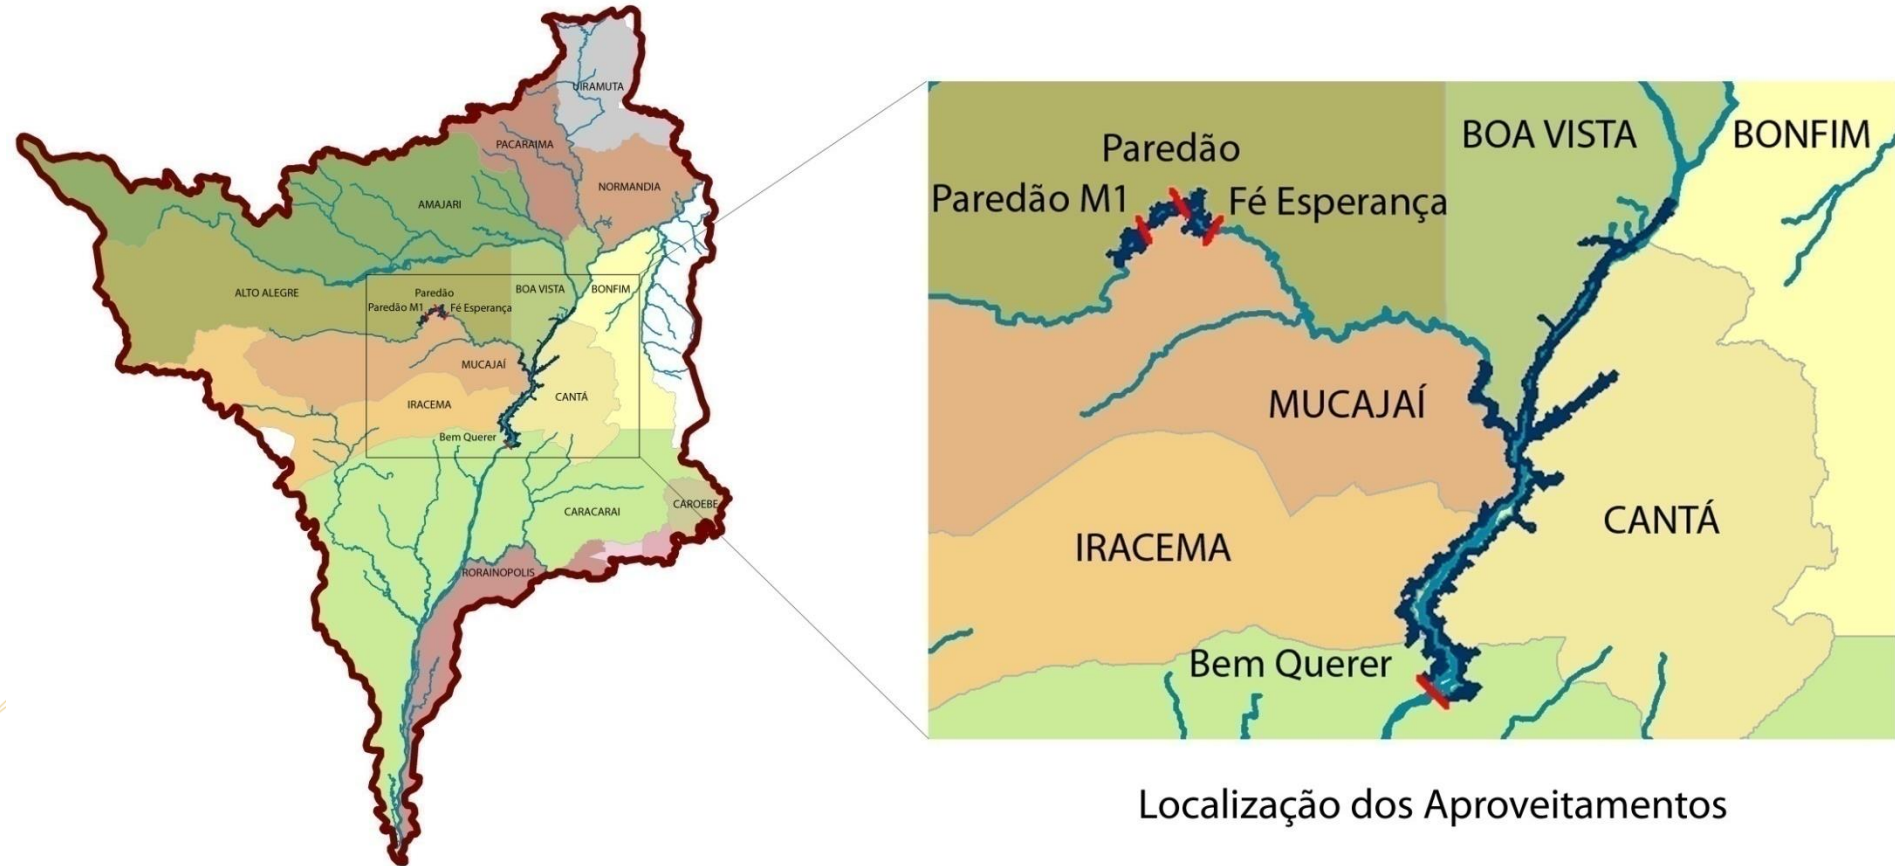 UIRAMUTA
PACARAIMA
NORMANDIA
AMAJARI
ALTO ALEGRE
Paredão
Paredão M1
Fé Esperança
BOA VISTA
BONFIM
MUCAJAÍ
IRACEMA
CANTÁ
Bem Querer
CARACARAI
CAROEBE
RORAINOPOLIS
BOA VISTA
BONFIM
Paredão
Paredão M1
Fé Esperança
MUCAJAÍ
IRACEMA
CANTÁ
Bem Querer
Localização dos Aproveitamentos